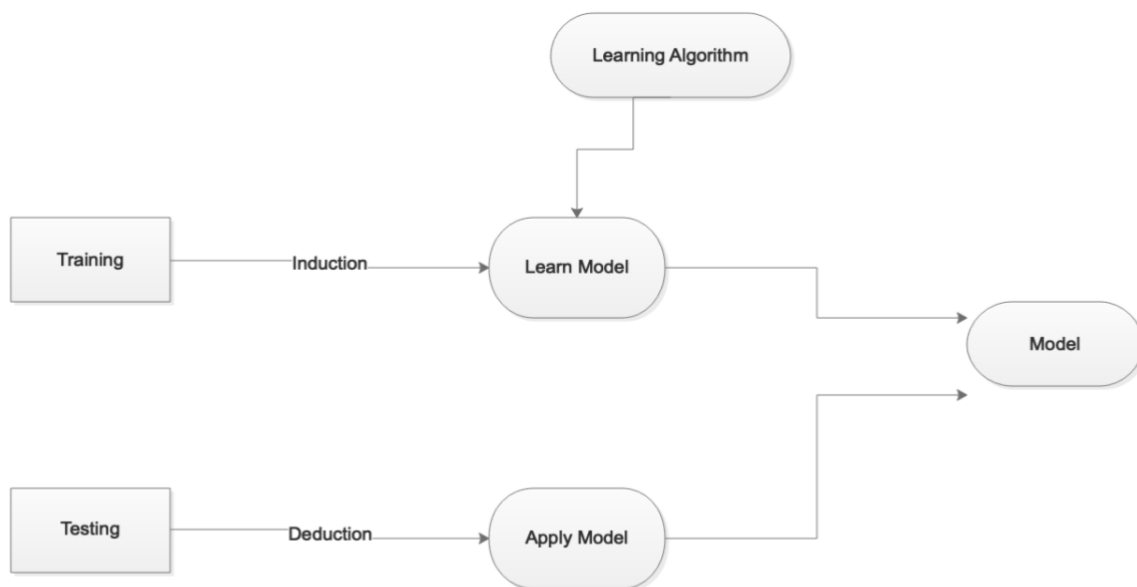 Learning Algorithm
Training
Induction
Learn Model
Model
Testing
Deduction
Apply Model